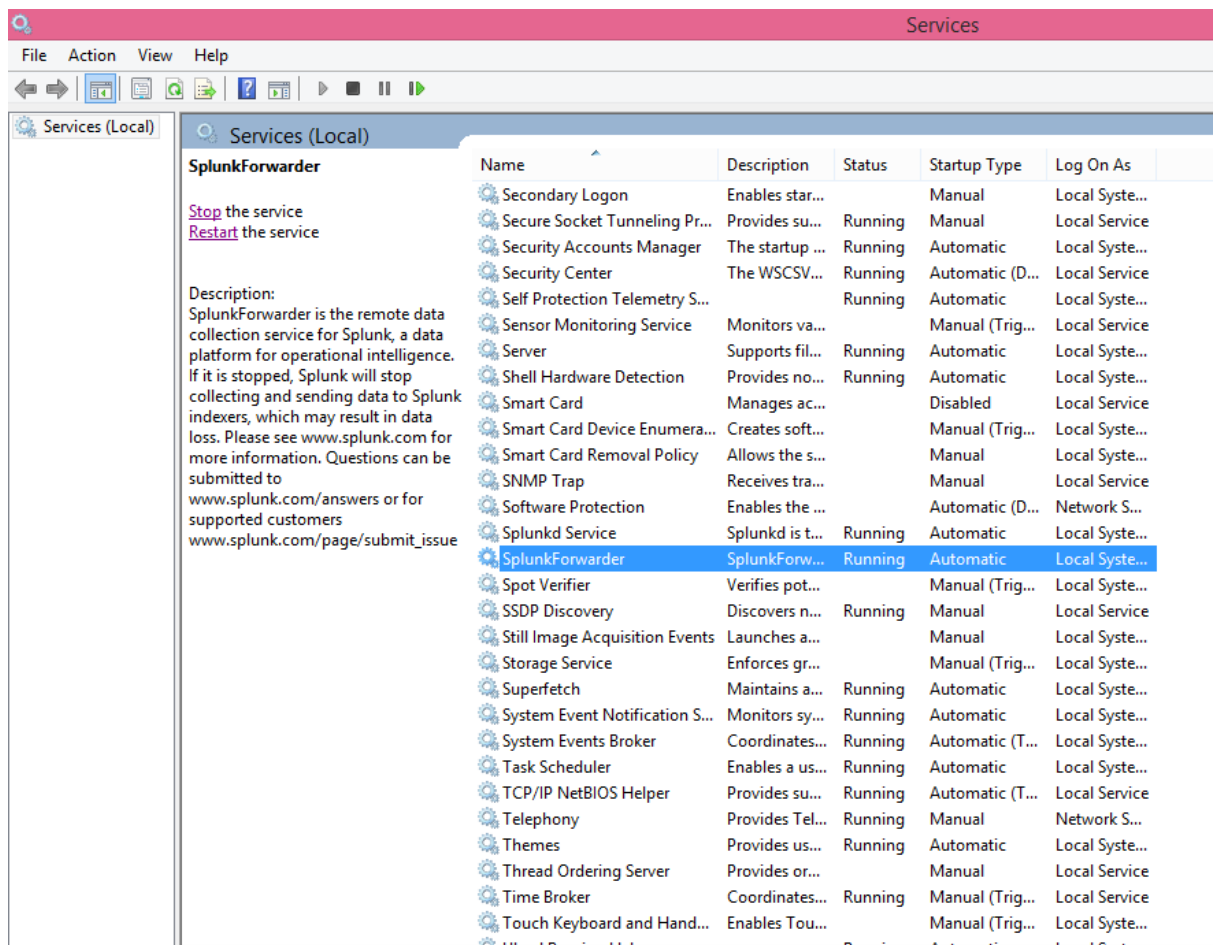 Services
File Action View Help
Services (Local)
Services (Local)
SplunkForwarder
Stop the service
Restart the service
Description:
SplunkForwarder is the remote data
collection service for Splunk, a data
platform for operational intelligence.
If it is stopped, Splunk will stop
collecting and sending data to Splunk
indexers, which may result in data
loss. Please see www.splunk.com for
more information. Questions can be
submitted to
www.splunk.com/answers or for
supported customers
www.splunk.com/page/submit_issue
Name Description Status Startup Type Log On As
Secondary Logon Enables star... Manual Local Syste...
Secure Socket Tunneling Pr... Provides su... Running Manual Local Service
Security Accounts Manager The startup ... Running Automatic Local Syste...
Security Center The WSCSV... Running Automatic (D... Local Service
Self Protection Telemetry S... Running Automatic Local Syste...
Sensor Monitoring Service Monitors va... Manual (Trig... Local Service
Server Supports fil... Running Automatic Local Syste...
Shell Hardware Detection Provides no... Running Automatic Local Syste...
Smart Card Manages ac... Disabled Local Service
Smart Card Device Enumera... Creates soft... Manual (Trig... Local Syste...
Smart Card Removal Policy Allows the s... Manual Local Syste...
SNMP Trap Receives tra... Manual Local Service
Software Protection Enables the ... Automatic (D... Network S...
Splunkd Service Splunkd is t... Running Automatic Local Syste...
SplunkForwarder SplunkForw... Running Automatic Local Syste...
Spot Verifier Verifies pot... Manual (Trig... Local Syste...
SSDP Discovery Discovers n... Running Manual Local Service
Still Image Acquisition Events Launches a... Manual Local Syste...
Storage Service Enforces gr... Manual (Trig... Local Syste...
Superfetch Maintains a... Running Automatic Local Syste...
System Event Notification S... Monitors sy... Running Automatic Local Syste...
System Events Broker Coordinates... Running Automatic (T... Local Syste...
Task Scheduler Enables a us... Running Automatic Local Syste...
TCP/IP NetBIOS Helper Provides su... Running Automatic (T... Local Service
Telephony Provides Tel... Running Manual Network S...
Themes Provides us... Running Automatic Local Syste...
Thread Ordering Server Provides or... Manual Local Service
Time Broker Coordinates... Running Manual (Trig... Local Service
Touch Keyboard and Hand... Enables Tou... Manual (Trig... Local Syste...